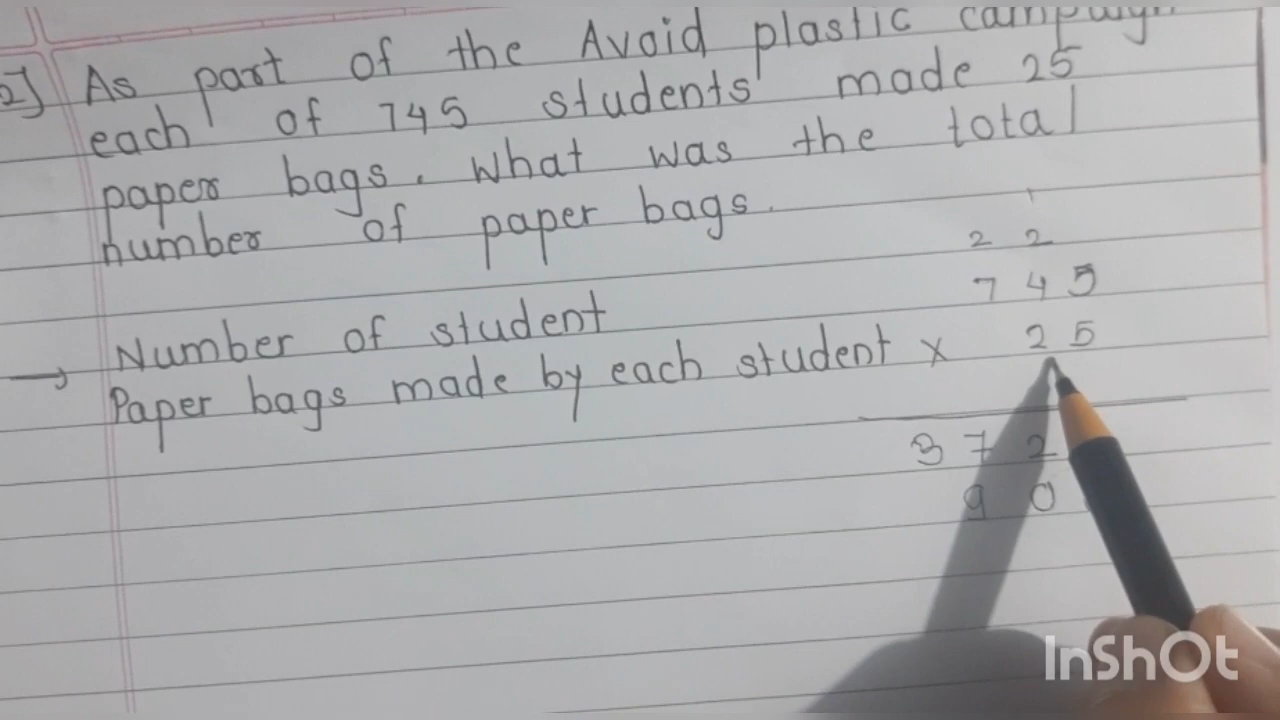 2] As part of the Avoid plastic campaign
each of 745 students made 25
paper bags. What was the total
number of paper bags.
2 2
Number of student 7 4 5
Paper bags made by each student × 2 5
3 7 2
9 0
InShOt